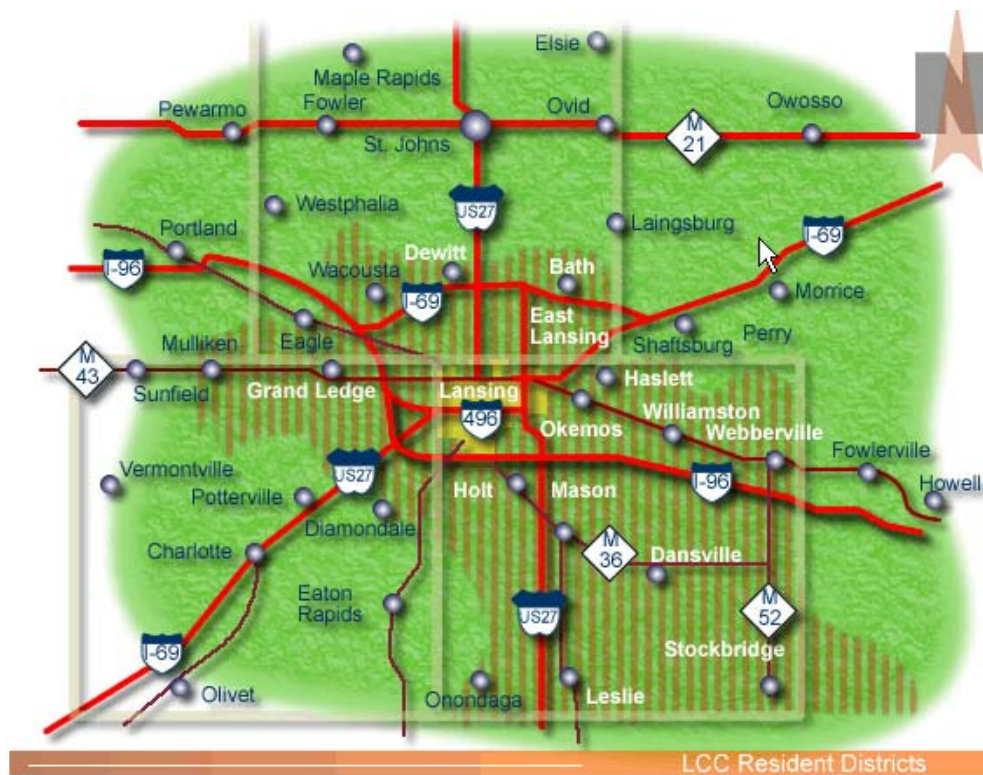 Elsie
N
Maple Rapids
Pewarmo
Fowler
Ovid
Owosso
St. Johns
M
21
Westphalia
US27
Laingsburg
I-69
Portland
I-96
Wacousta
Dewitt
Bath
I-69
Morrice
East
Lansing
Shaftsburg
Perry
M
43
Mulliken
Eagle
Sunfield
Grand Ledge
Lansing
Haslett
496
Okemos
Williamston
Webberville
Fowlerville
Vermontville
US27
Potterville
Holt
Mason
I-96
Howell
Diamondale
Charlotte
M
36
Dansville
Eaton
Rapids
US27
M
52
I-69
Stockbridge
Olivet
Onondaga
Leslie
LCC Resident Districts